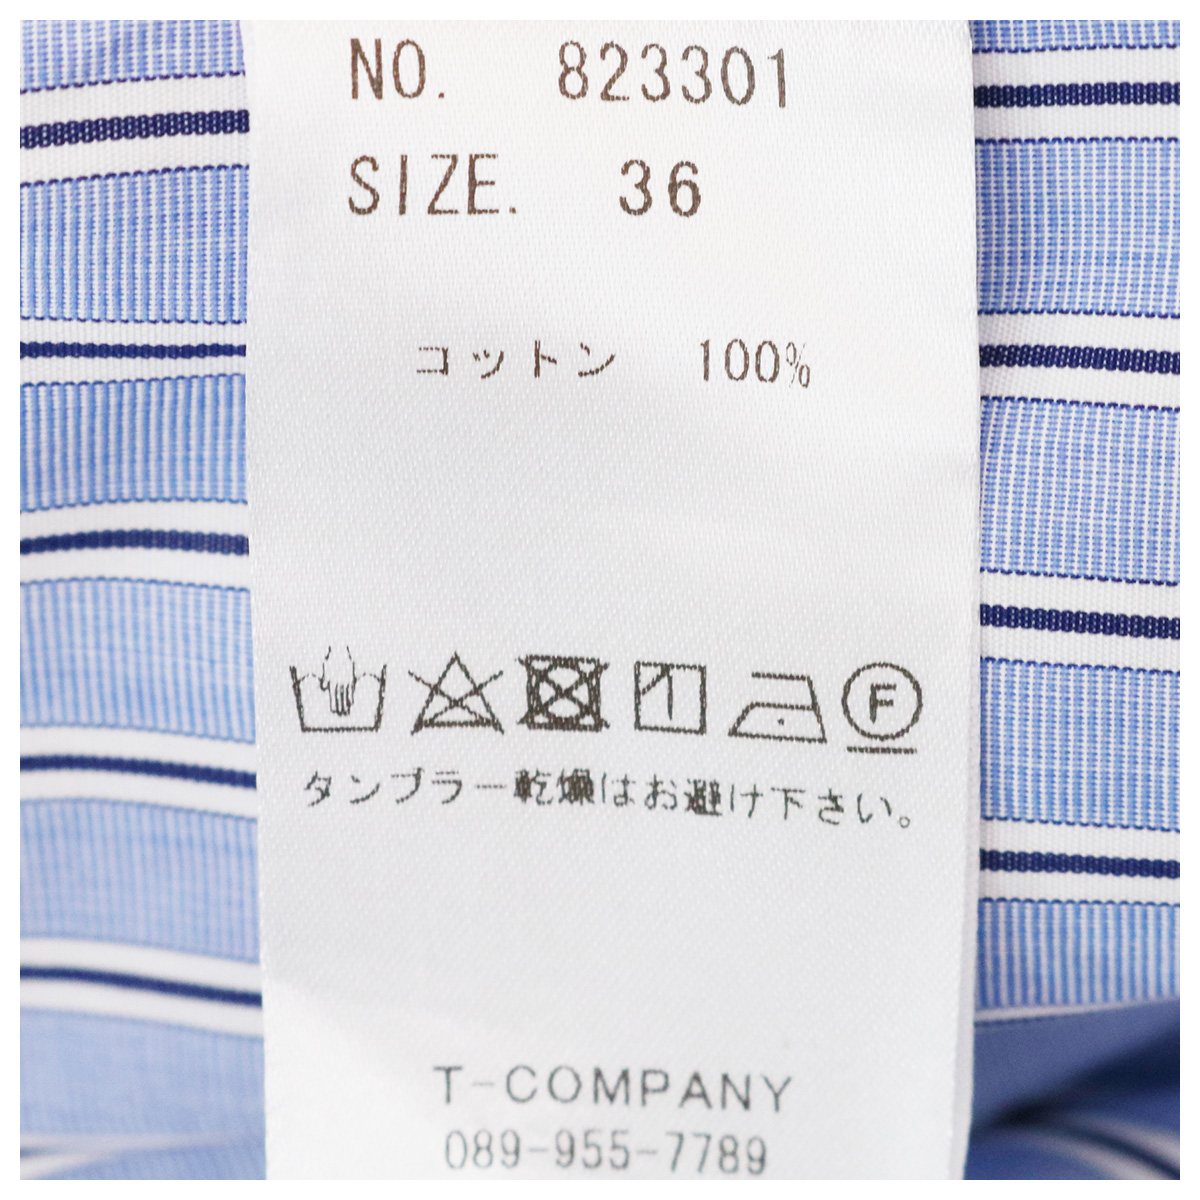 NO. 823301
SIZE. 36
コットン 100%
F
タンブラー乾燥はお避け下さい。
T-COMPANY
089-955-7789